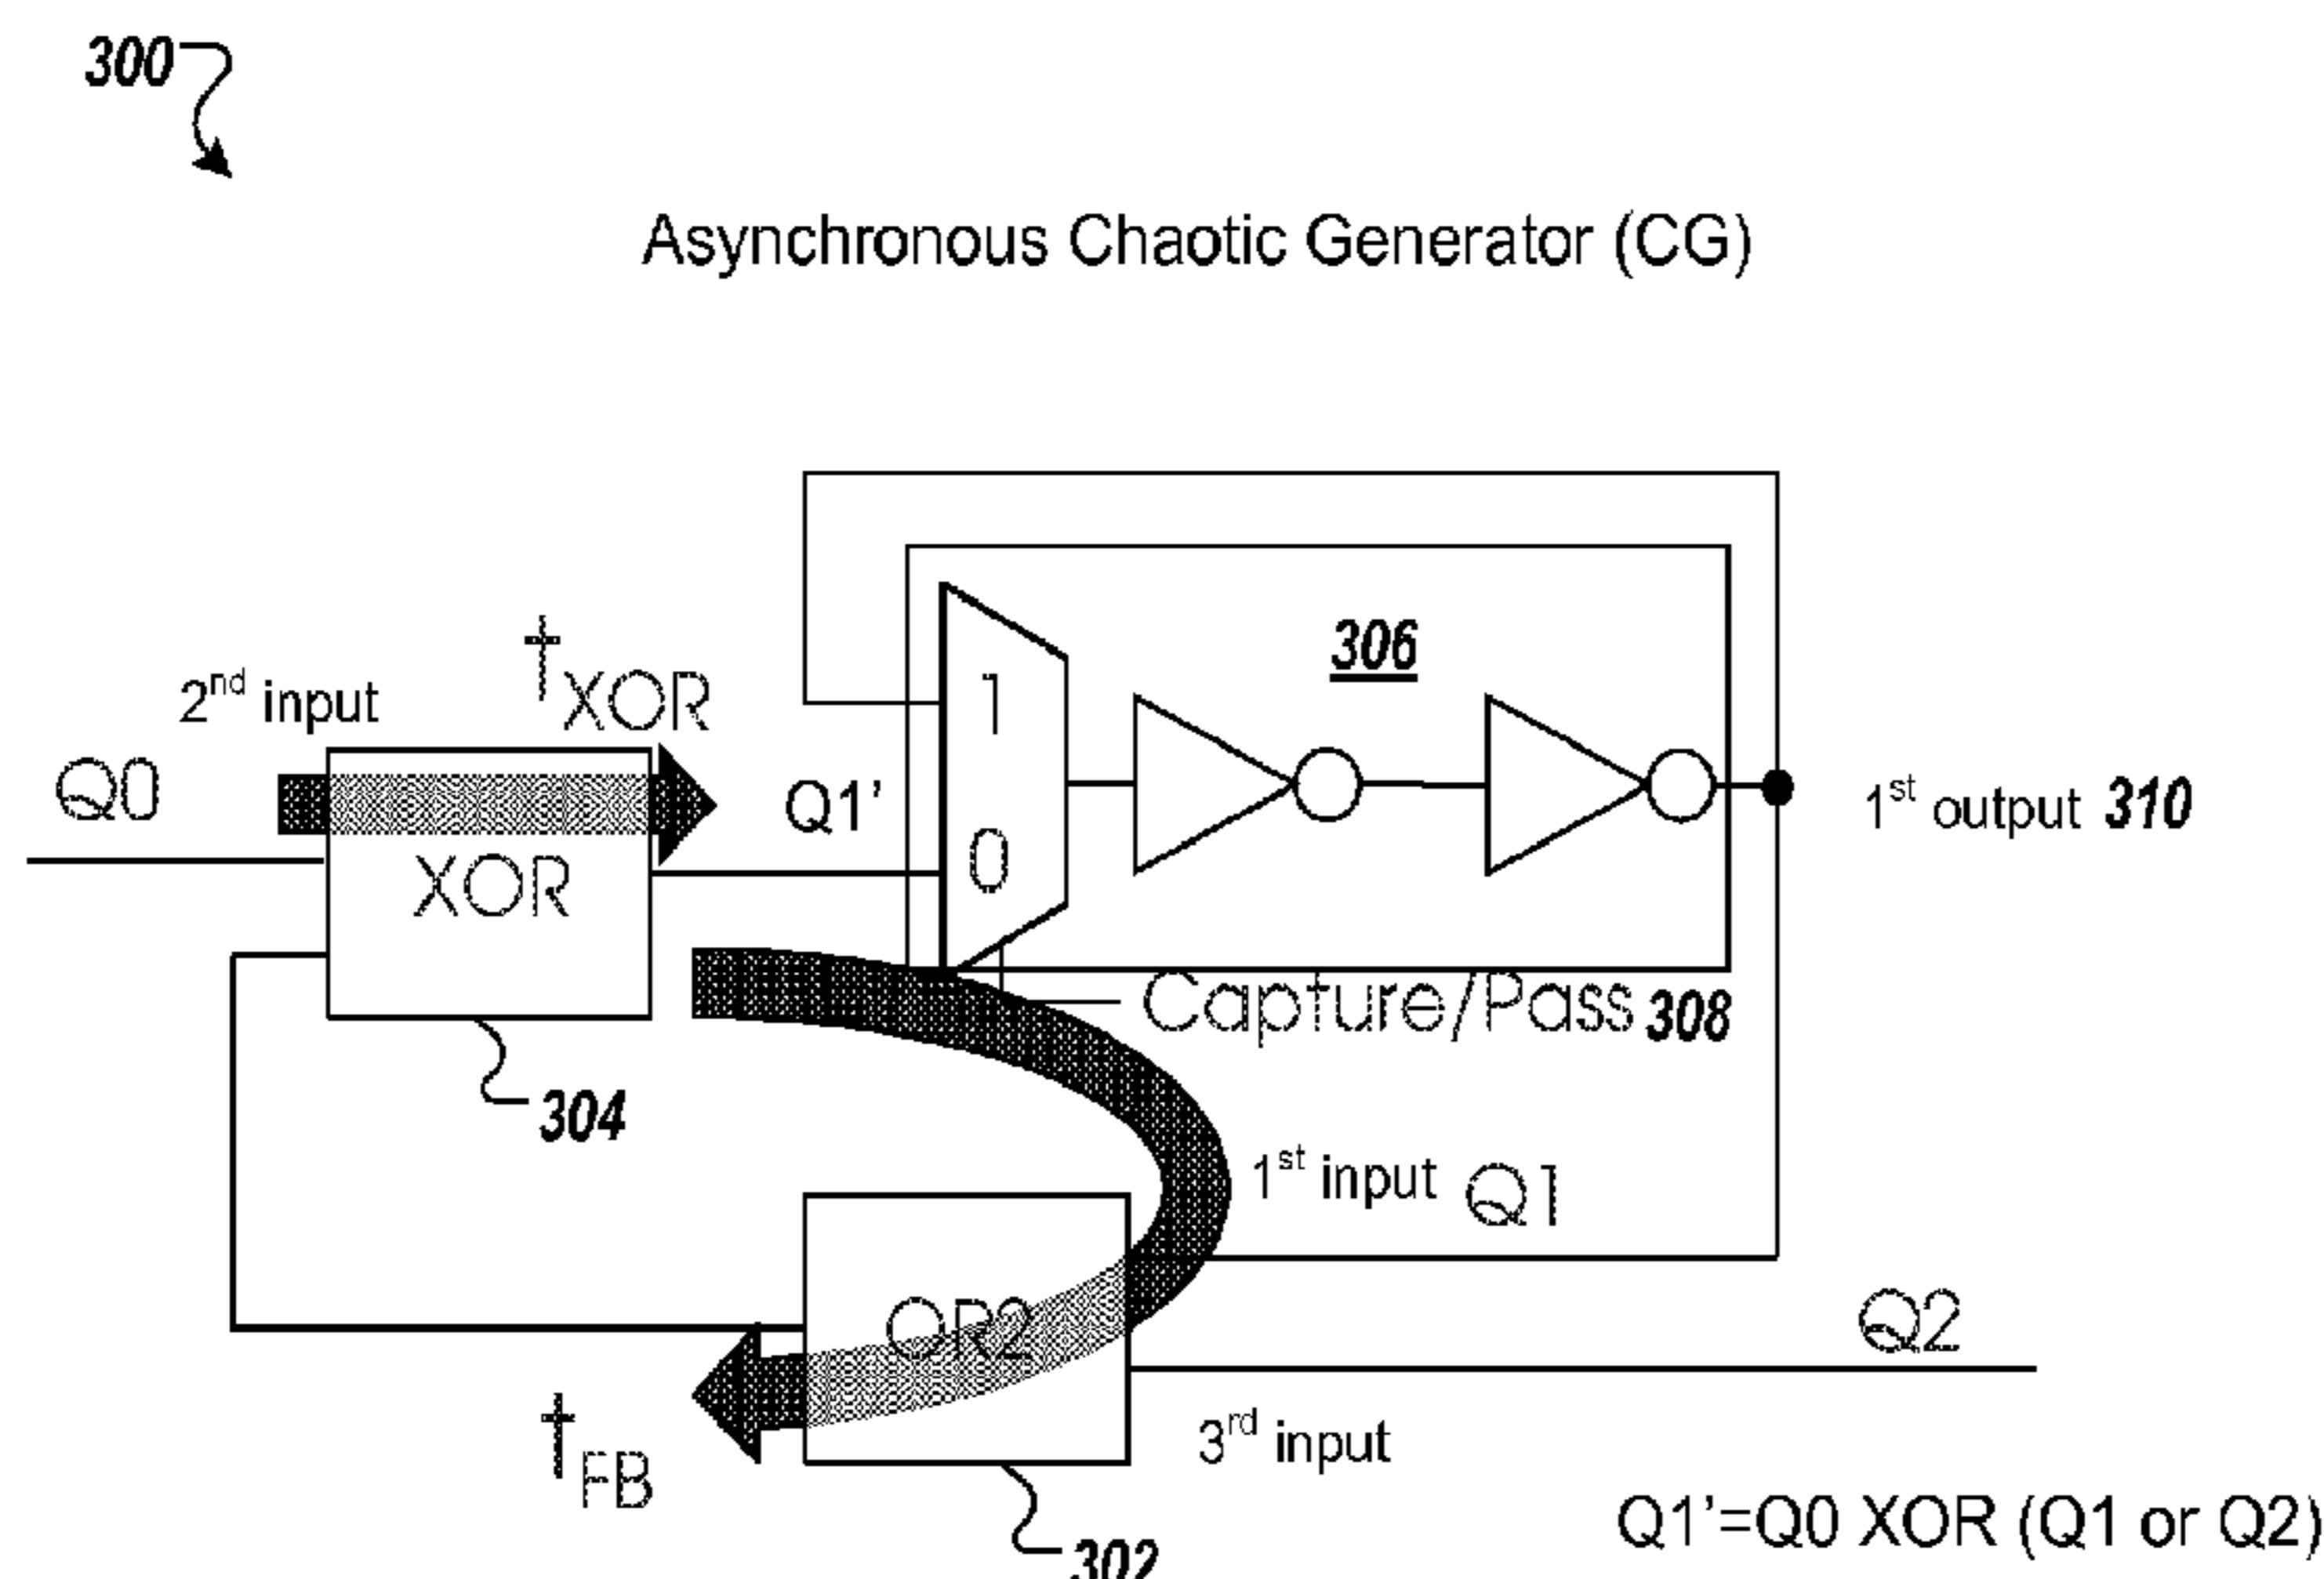 300
Asynchronous Chaotic Generator (CG)
306
tXOR
2nd input
1
Q0
Q1’
1st output 310
0
XOR
Capture/Pass 308
304
1st input Q1
OR2
Q2
tFB
3rd input
Q1’=Q0 XOR (Q1 or Q2)
302